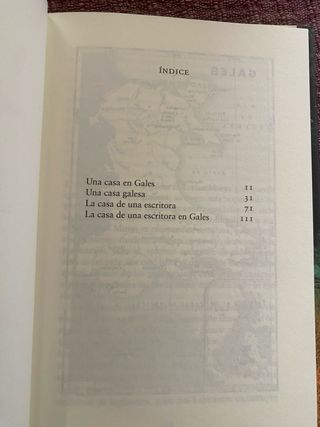 ÍNDICE
Una casa en Gales 11
Una casa galesa 31
La casa de una escritora 71
La casa de una escritora en Gales 111